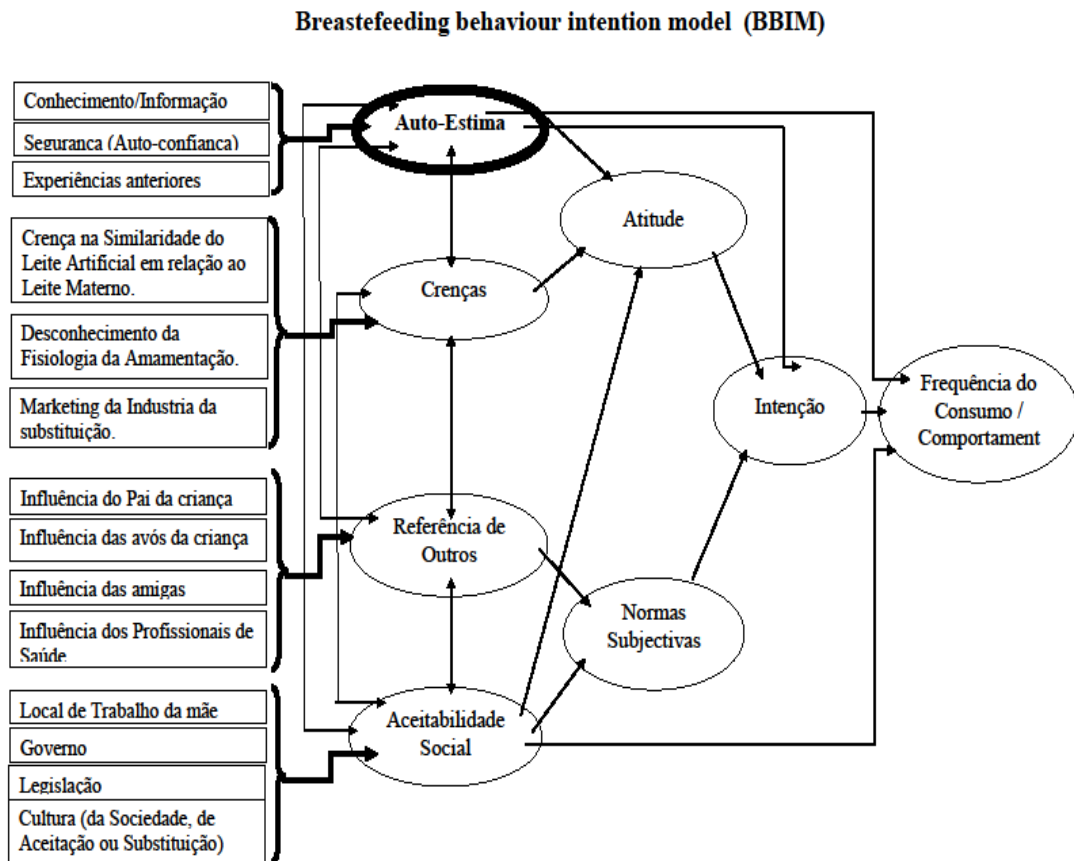 Breastefeeding behaviour intention model (BBIM)
Conhecimento/Informação
Segurança (Auto-confiança)
Experiências anteriores
Crença na Similaridade do
Leite Artificial em relação ao
Leite Materno.
Desconhecimento da
Fisiologia da Amamentação.
Marketing da Industria da
substituição.
Influência do Pai da criança
Influência das avós da criança
Influência das amigas
Influência dos Profissionais de
Saúde
Local de Trabalho da mãe
Governo
Legislação
Cultura (da Sociedade, de
Aceitação ou Substituição)
Auto-Estima
Crenças
Referência de
Outros
Aceitabilidade
Social
Atitude
Normas
Subjectivas
Intenção
Frequência do
Consumo /
Comportament